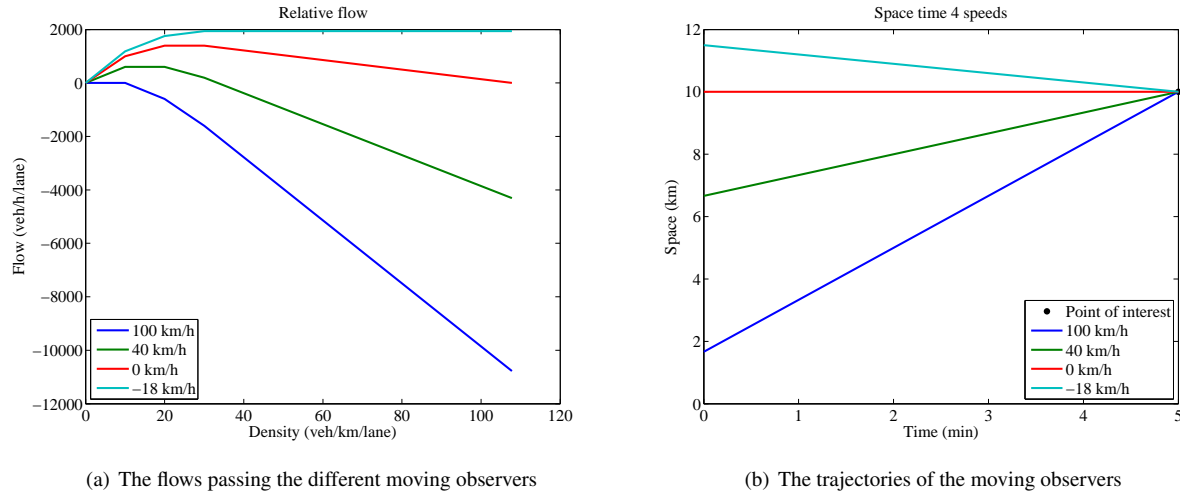 Relative flow
2000
0
−2000
−4000
−6000
−8000
−10000
−12000
Flow (veh/h/lane)
100 km/h
40 km/h
0 km/h
−18 km/h
0 20 40 60 80 100 120
Density (veh/km/lane)
(a) The flows passing the different moving observers
Space time 4 speeds
12
10
8
6
4
2
0
Space (km)
Point of interest
100 km/h
40 km/h
0 km/h
−18 km/h
0 1 2 3 4 5
Time (min)
(b) The trajectories of the moving observers